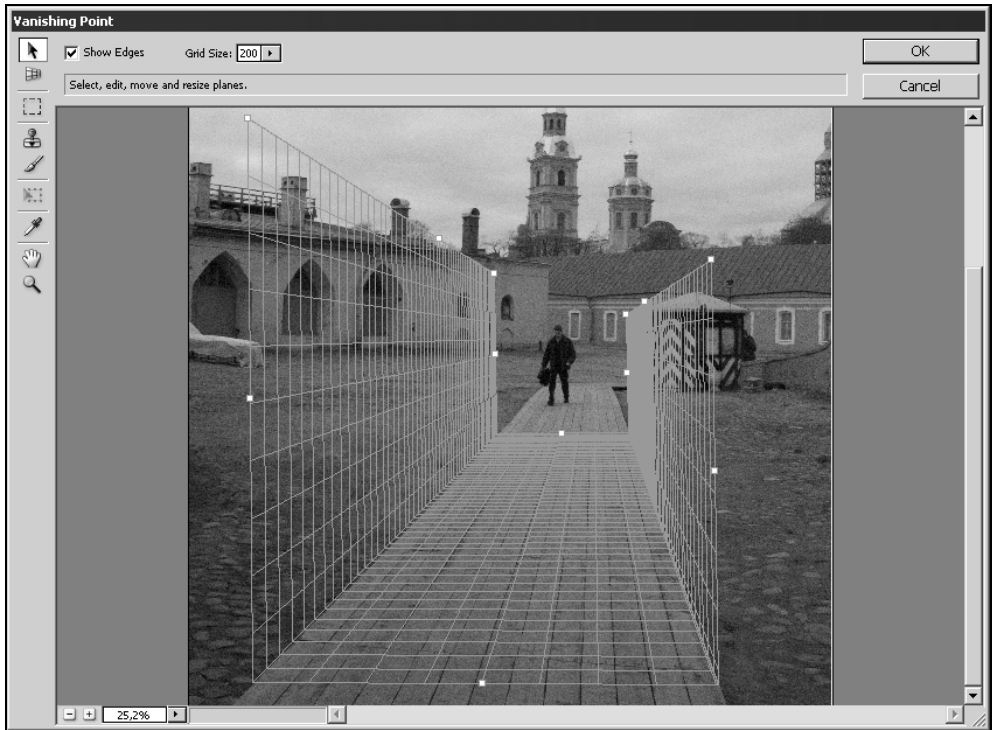 Vanishing Point
Show Edges Grid Size: 200 OK
Select, edit, move and resize planes. Cancel
25,2%